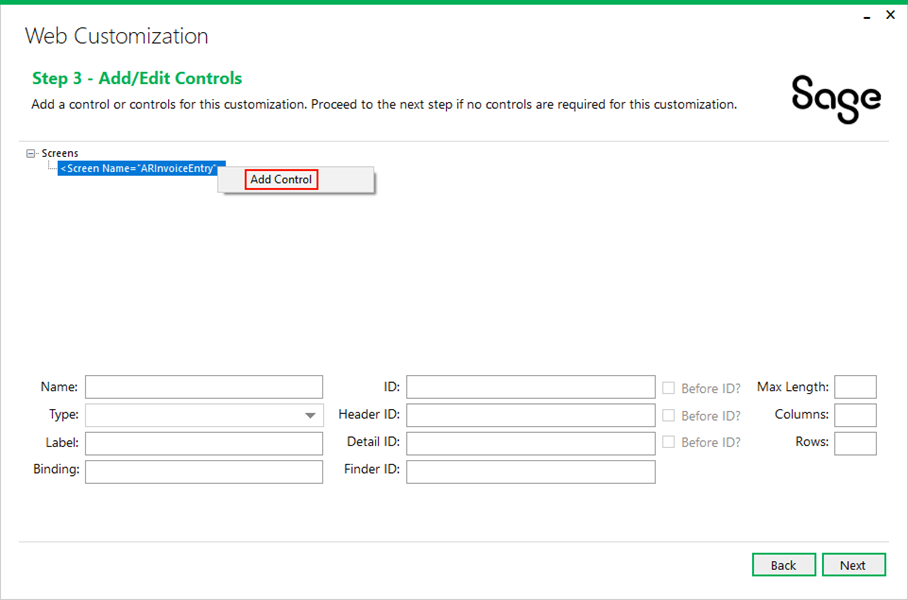 Web Customization
Step 3 - Add/Edit Controls
Add a control or controls for this customization. Proceed to the next step if no controls are required for this customization.
Sage
Screens
<Screen Name="ARInvoiceEntry"
Add Control
Name: ID: Before ID? Max Length:
Type: Header ID: Before ID? Columns:
Label: Detail ID: Before ID? Rows:
Binding: Finder ID:
Back Next